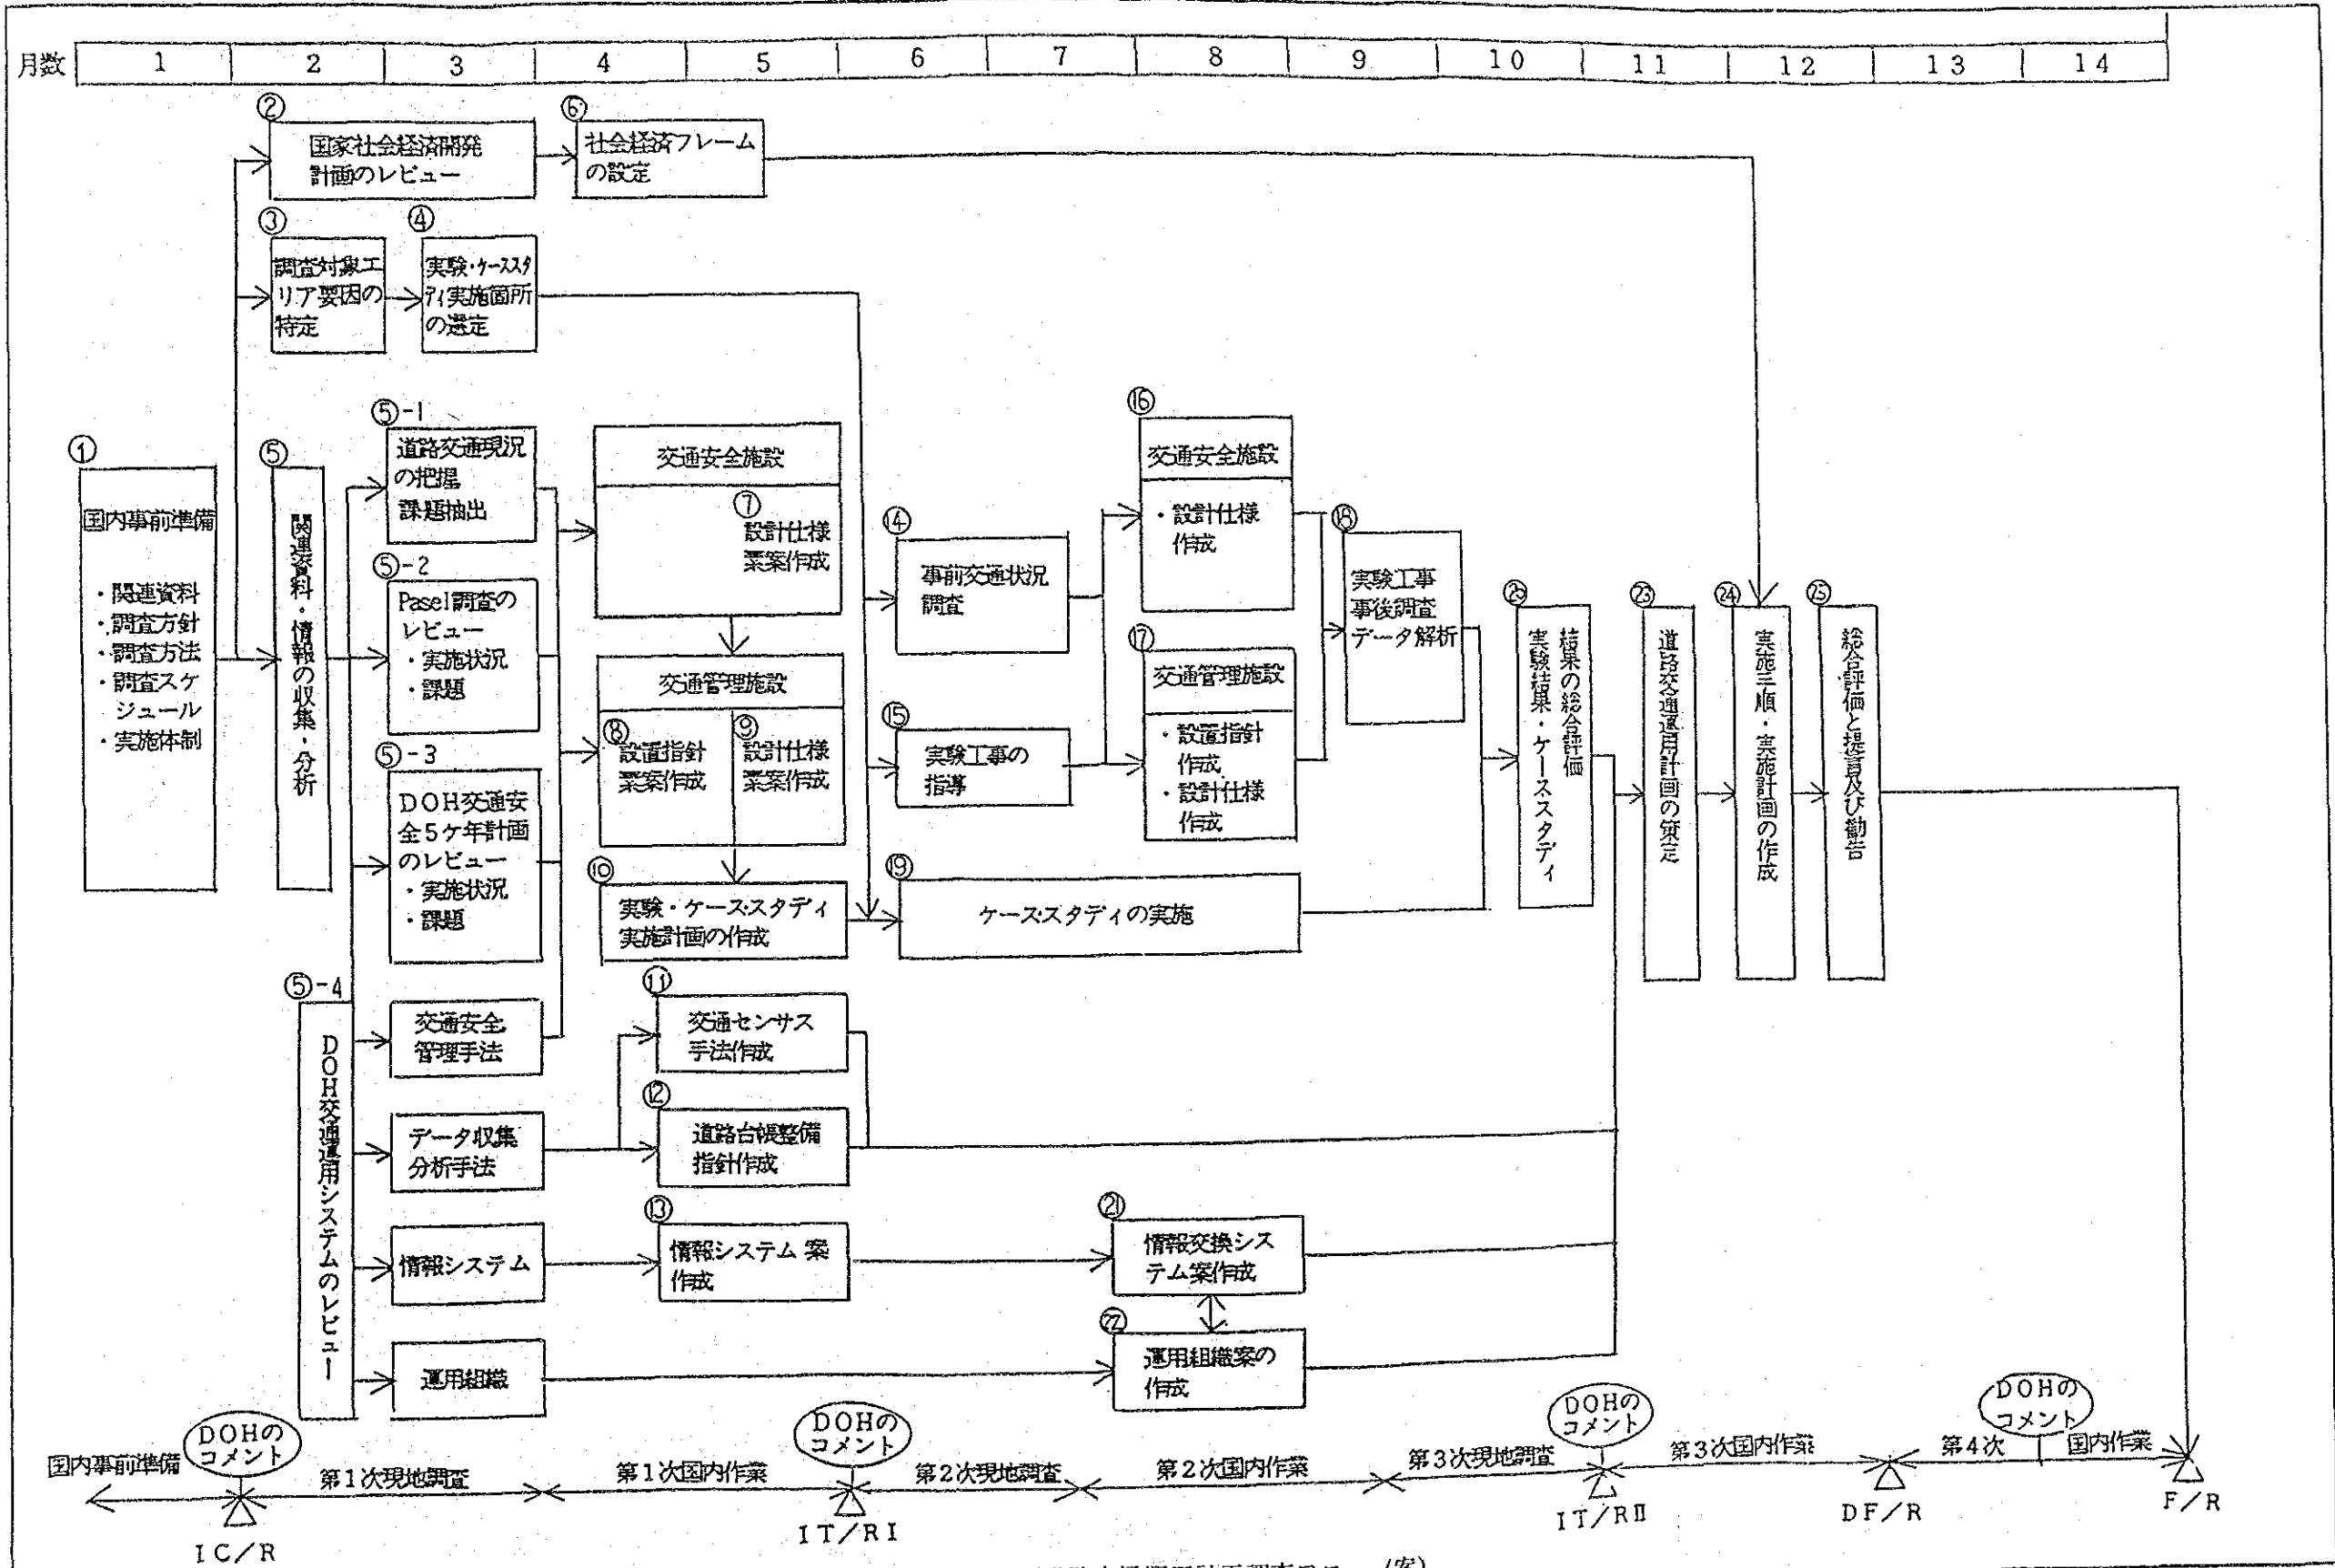 月数 1 2 3 4 5 6 7 8 9 10 11 12 13 14
②
国家社会経済開発
計画のレビュー
⑥
社会経済フレーム
の設定
③
調査対象エ
リア要因の
特定
④
実験・ケーススタ
ディ実施箇所
の選定
①
国内事前準備
・関連資料
・調査方針
・調査方法
・調査スケ
ジュール
・実施体制
⑤
関連資料・情報の収集・分析
⑤-1
道路交通現況
の把握
課題抽出
⑤-2
Pase1調査の
レビュー
・実施状況
・課題
⑤-3
DOH交通安
全5ケ年計画
のレビュー
・実施状況
・課題
⑤-4
DOH交通運用システムのレビュー
交通安全
管理手法
データ収集
分析手法
情報システム
運用組織
交通安全施設
⑦
設計仕様
素案作成
交通管理施設
⑧
設置指針
素案作成
⑨
設計仕様
素案作成
⑩
実験・ケーススタディ
実施計画の作成
⑪
交通センサス
手法作成
⑫
道路台帳整備
指針作成
⑬
情報システム案
作成
⑭
事前交通状況
調査
⑮
実験工事の
指導
⑯
交通安全施設
・設計仕様
作成
⑰
交通管理施設
・設置指針
作成
・設計仕様
作成
⑱
実験工事
事後調査
データ解析
⑲
ケーススタディの実施
⑳
実験結果・ケーススタディ
結果の総合評価
㉑
情報交換シス
テム案作成
㉒
運用組織案の
作成
㉓
道路交通運用計画の策定
㉔
実施手順・実施計画の作成
㉕
総合評価と提言及び勧告
国内事前準備
DOHの
コメント
第1次現地調査
第1次国内作業
DOHの
コメント
第2次現地調査
第2次国内作業
第3次現地調査
DOHの
コメント
第3次国内作業
第4次
DOHの
コメント
国内作業
IC/R
IT/RI
IT/RⅡ
DF/R
F/R